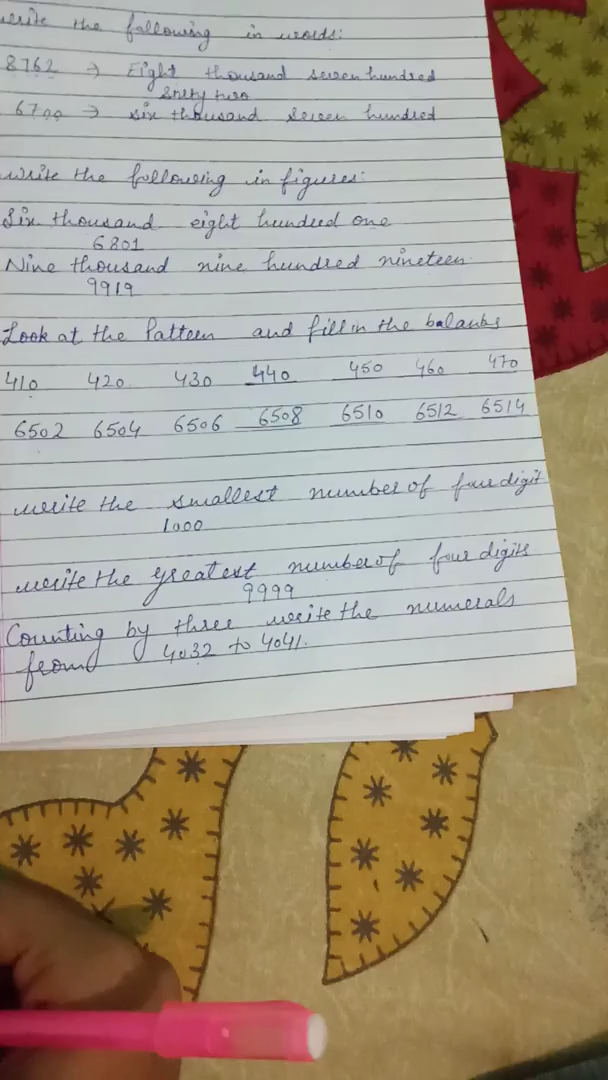 write the following in words:
8762 → Eight thousand seven hundred
sixty two
6700 → six thousand seven hundred
Write the following in figures:
Six thousand eight hundred one
6801
Nine thousand nine hundred nineteen
9919
Look at the Pattern and fill in the balanks
410 420 430 440 450 460 470
6502 6504 6506 6508 6510 6512 6514
write the smallest number of four digit
1000
write the greatest number of four digits
9999
Counting by three write the numerals
from 4032 to 4041.